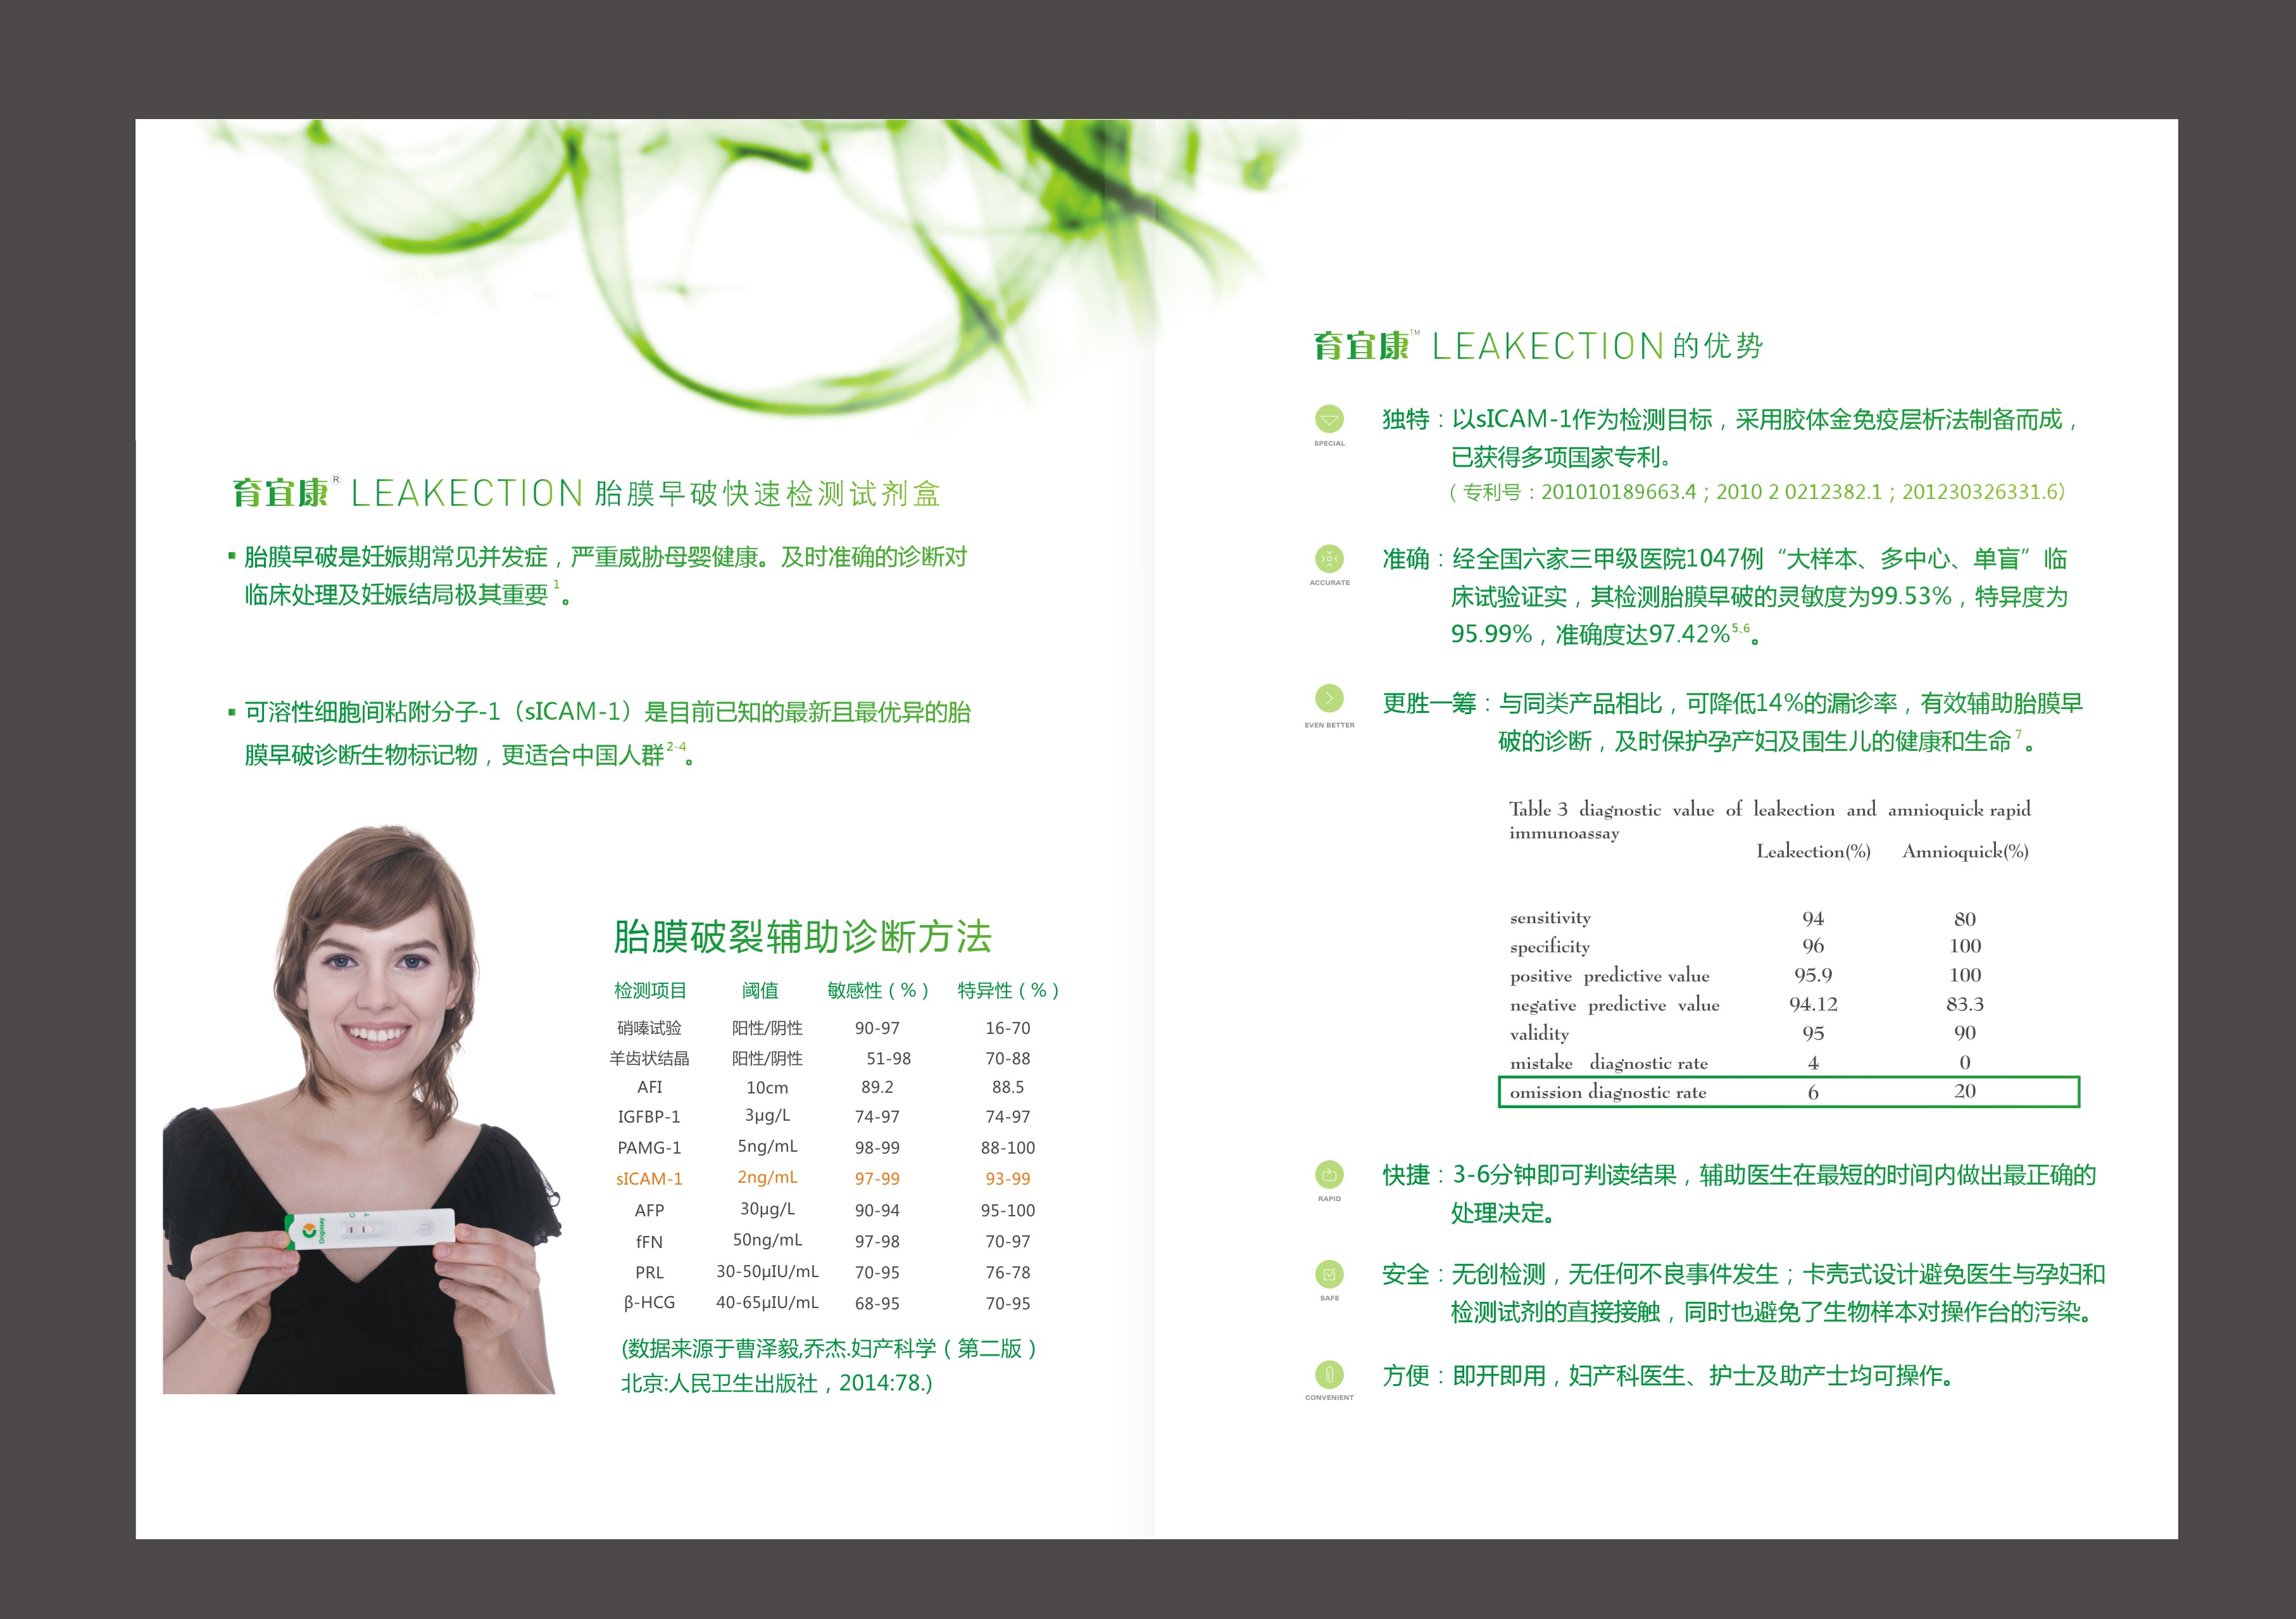 育宜康® LEAKECTION 胎膜早破快速检测试剂盒
▪ 胎膜早破是妊娠期常见并发症，严重威胁母婴健康。及时准确的诊断对
临床处理及妊娠结局极其重要1。
▪ 可溶性细胞间粘附分子-1（sICAM-1）是目前已知的最新且最优异的胎
膜早破诊断生物标记物，更适合中国人群2-4。
Ongoasy
C T
胎膜破裂辅助诊断方法
检测项目 阈值 敏感性（%） 特异性（%）
硝嗪试验 阳性/阴性 90-97 16-70
羊齿状结晶 阳性/阴性 51-98 70-88
AFI 10cm 89.2 88.5
IGFBP-1 3μg/L 74-97 74-97
PAMG-1 5ng/mL 98-99 88-100
sICAM-1 2ng/mL 97-99 93-99
AFP 30μg/L 90-94 95-100
fFN 50ng/mL 97-98 70-97
PRL 30-50μIU/mL 70-95 76-78
β-HCG 40-65μIU/mL 68-95 70-95
(数据来源于曹泽毅,乔杰.妇产科学（第二版）
北京:人民卫生出版社，2014:78.)
育宜康™ LEAKECTION 的优势
SPECIAL
独特：以sICAM-1作为检测目标，采用胶体金免疫层析法制备而成，
已获得多项国家专利。
（专利号：201010189663.4；2010 2 0212382.1；201230326331.6）
ACCURATE
准确：经全国六家三甲级医院1047例“大样本、多中心、单盲”临
床试验证实，其检测胎膜早破的灵敏度为99.53%，特异度为
95.99%，准确度达97.42%5,6。
EVEN BETTER
更胜一筹：与同类产品相比，可降低14%的漏诊率，有效辅助胎膜早
破的诊断，及时保护孕产妇及围生儿的健康和生命7。
Table 3 diagnostic value of leakection and amnioquick rapid
immunoassay
Leakection(%) Amnioquick(%)
sensitivity 94 80
specificity 96 100
positive predictive value 95.9 100
negative predictive value 94.12 83.3
validity 95 90
mistake diagnostic rate 4 0
omission diagnostic rate 6 20
RAPID
快捷：3-6分钟即可判读结果，辅助医生在最短的时间内做出最正确的
处理决定。
SAFE
安全：无创检测，无任何不良事件发生；卡壳式设计避免医生与孕妇和
检测试剂的直接接触，同时也避免了生物样本对操作台的污染。
CONVENIENT
方便：即开即用，妇产科医生、护士及助产士均可操作。